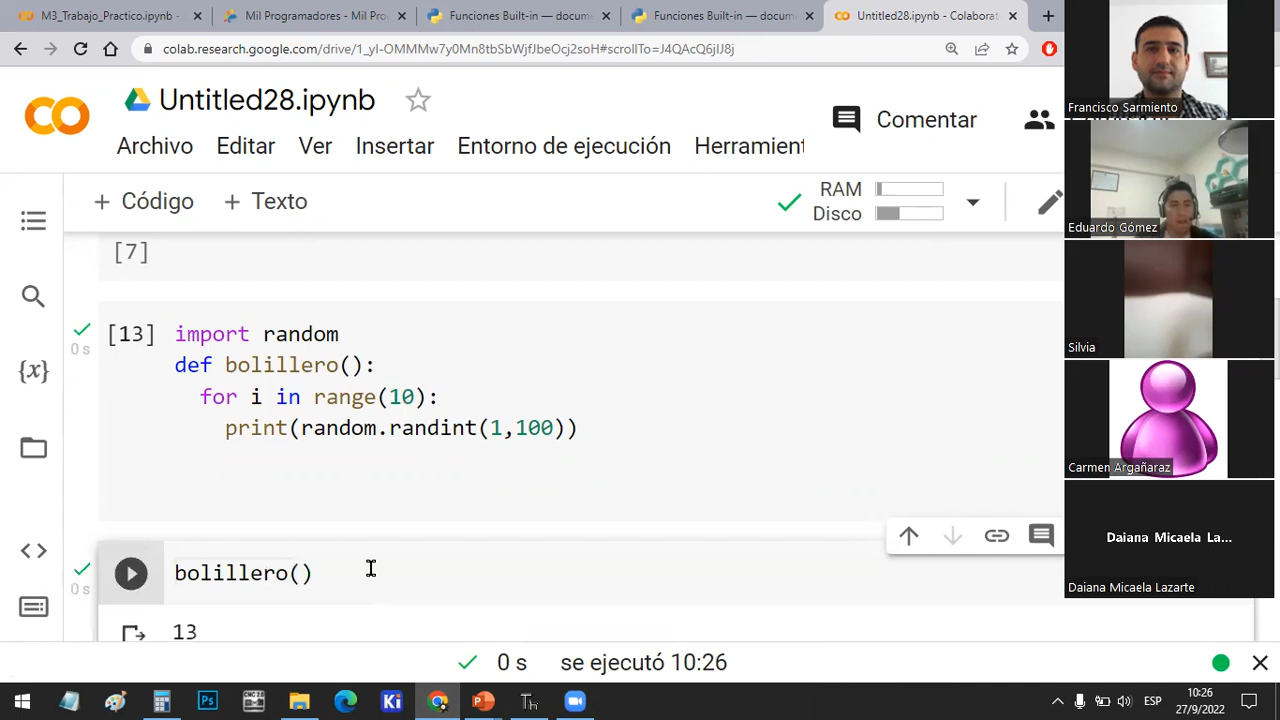 M3_Trabajo_Practico.ipynb -
Mil Programadores - Mil Pro
Funciones Built-in — docume
Funciones Built-in — docum
Untitled28.ipynb - Colaborat
colab.research.google.com/drive/1_yI-OMMMw7y0Mn8tbSbWjfJbeOcj2soH#scrollTo=J4QAcQ6jIJ8j
CO
Untitled28.ipynb
Comentar
Archivo Editar Ver Insertar Entorno de ejecución Herramient
+ Código + Texto
RAM
Disco
[7]
[13] import random
0 s
def bolillero():
for i in range(10):
print(random.randint(1,100))
bolillero()
0 s
13
{x}
0 s se ejecutó 10:26
Francisco Sarmiento
Eduardo Gómez
Silvia
Carmen Argañaraz
Daiana Micaela La...
Daiana Micaela Lazarte
Ps
Ki
ESP
10:26
27/9/2022